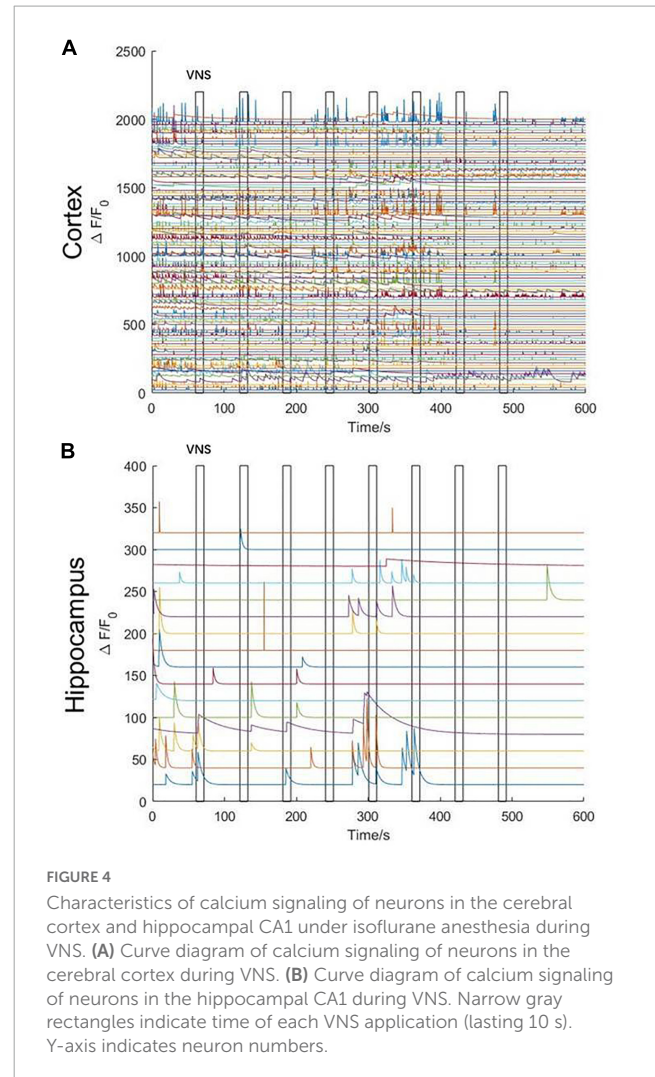 A
2500
VNS
2000
1500
1000
500
0
Cortex
Δ F/F0
0 100 200 300 400 500 600
Time/s
B
VNS
400
350
300
250
200
150
100
50
0
Hippocampus
Δ F/F0
0 100 200 300 400 500 600
Time/s
FIGURE 4
Characteristics of calcium signaling of neurons in the cerebral
cortex and hippocampal CA1 under isoflurane anesthesia during
VNS. (A) Curve diagram of calcium signaling of neurons in the
cerebral cortex during VNS. (B) Curve diagram of calcium signaling
of neurons in the hippocampal CA1 during VNS. Narrow gray
rectangles indicate time of each VNS application (lasting 10 s).
Y-axis indicates neuron numbers.